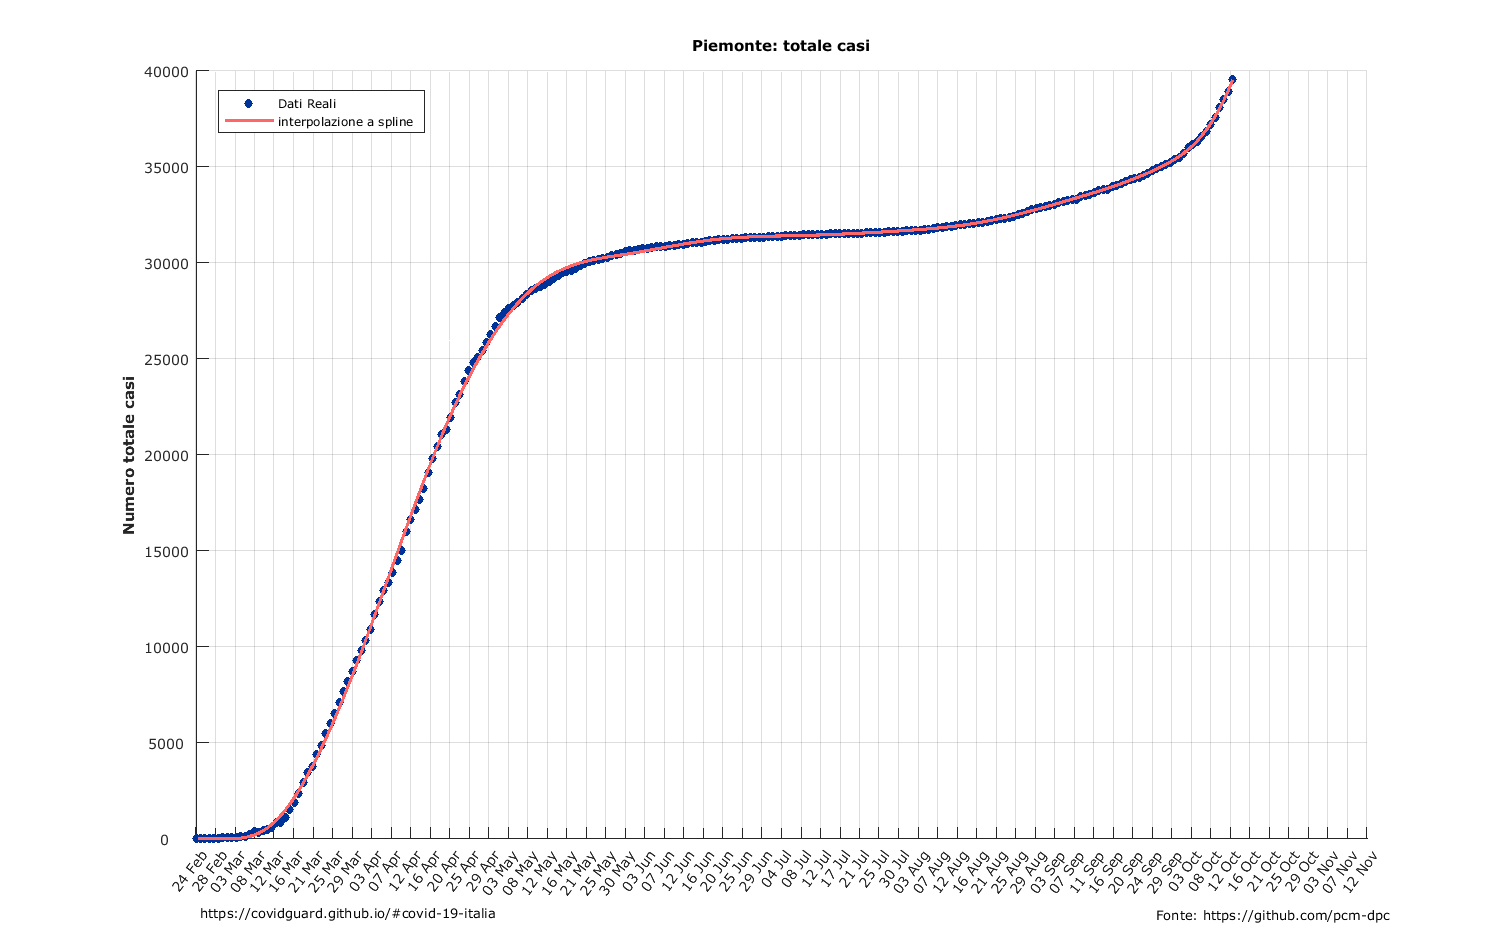 Piemonte: totale casi
40000
35000
30000
25000
20000
15000
10000
5000
0
Numero totale casi
Dati Reali
interpolazione a spline
24 Feb
28 Feb
03 Mar
08 Mar
12 Mar
16 Mar
21 Mar
25 Mar
29 Mar
03 Apr
07 Apr
12 Apr
16 Apr
20 Apr
25 Apr
29 Apr
03 May
08 May
12 May
16 May
21 May
25 May
30 May
03 Jun
07 Jun
12 Jun
16 Jun
20 Jun
25 Jun
29 Jun
04 Jul
08 Jul
12 Jul
17 Jul
21 Jul
25 Jul
30 Jul
03 Aug
07 Aug
12 Aug
16 Aug
21 Aug
25 Aug
29 Aug
03 Sep
07 Sep
11 Sep
16 Sep
20 Sep
24 Sep
29 Sep
03 Oct
08 Oct
12 Oct
16 Oct
21 Oct
25 Oct
29 Oct
03 Nov
07 Nov
12 Nov
https://covidguard.github.io/#covid-19-italia
Fonte: https://github.com/pcm-dpc